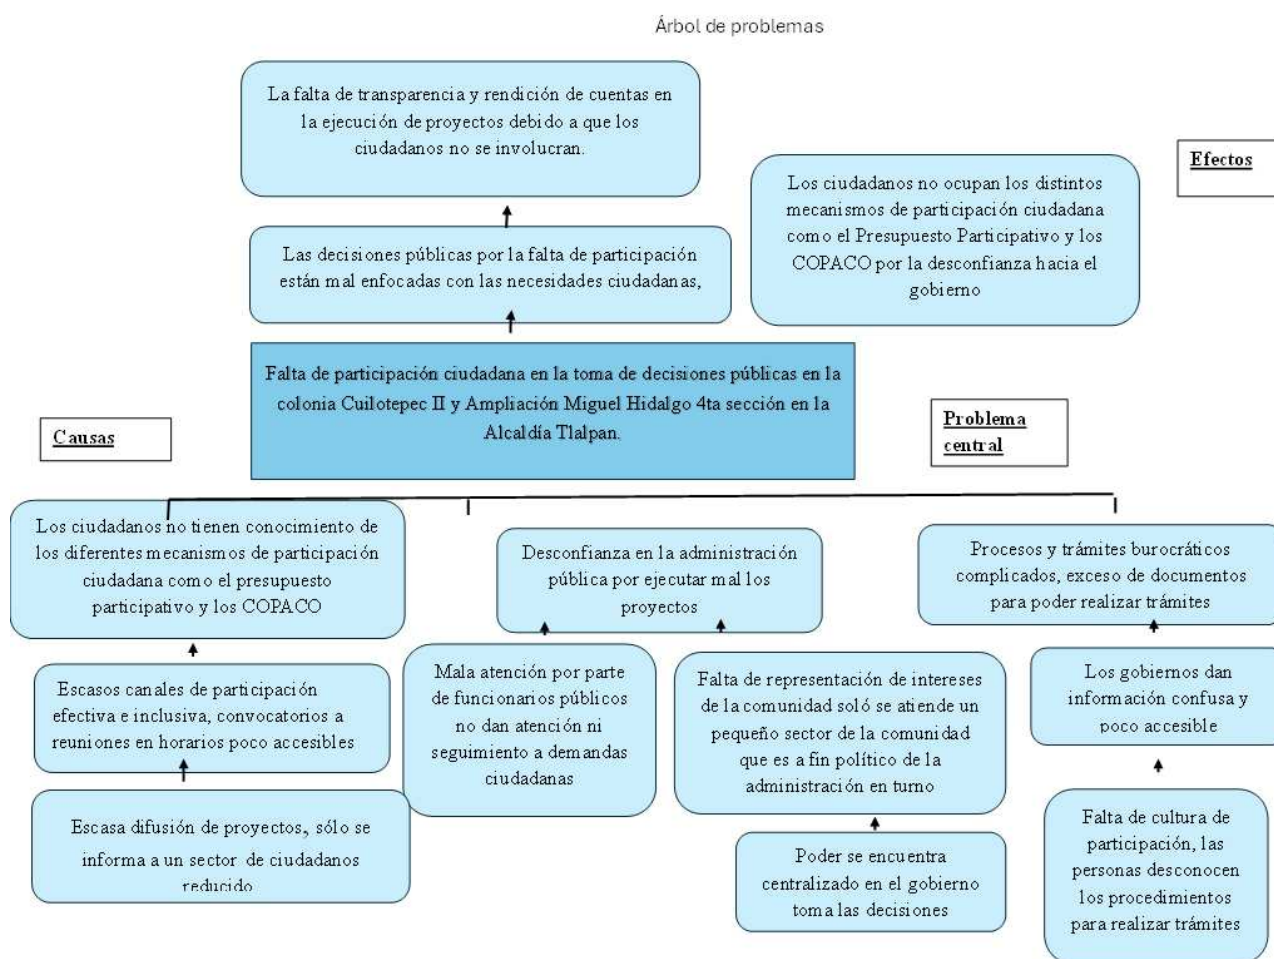 Árbol de problemas
La falta de transparencia y rendición de cuentas en
la ejecución de proyectos debido a que los
ciudadanos no se involucran.
Efectos
Los ciudadanos no ocupan los distintos
mecanismos de participación ciudadana
como el Presupuesto Participativo y los
COPACO por la desconfianza hacia el
gobierno
Las decisiones públicas por la falta de participación
están mal enfocadas con las necesidades ciudadanas,
Falta de participación ciudadana en la toma de decisiones públicas en la
colonia Cuilotepec II y Ampliación Miguel Hidalgo 4ta sección en la
Alcaldía Tlalpan.
Causas
Problema
central
Los ciudadanos no tienen conocimiento de
los diferentes mecanismos de participación
ciudadana como el presupuesto
participativo y los COPACO
Desconfianza en la administración
pública por ejecutar mal los
proyectos
Procesos y trámites burocráticos
complicados, exceso de documentos
para poder realizar trámites
Escasos canales de participación
efectiva e inclusiva, convocatorios a
reuniones en horarios poco accesibles
Mala atención por parte
de funcionarios públicos
no dan atención ni
seguimiento a demandas
ciudadanas
Falta de representación de intereses
de la comunidad soló se atiende un
pequeño sector de la comunidad
que es a fin político de la
administración en turno
Los gobiernos dan
información confusa y
poco accesible
Escasa difusión de proyectos, sólo se
informa a un sector de ciudadanos
reducido
Poder se encuentra
centralizado en el gobierno
toma las decisiones
Falta de cultura de
participación, las
personas desconocen
los procedimientos
para realizar trámites